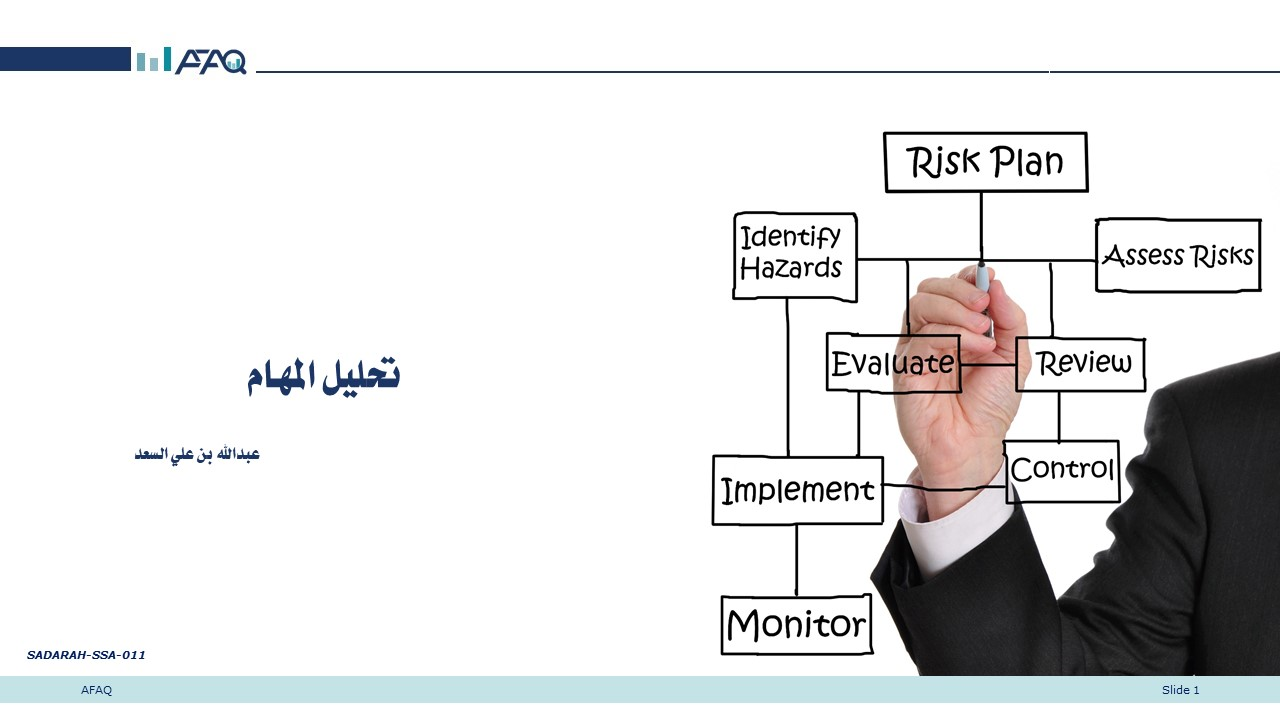 AFAQ
Risk Plan
Identify
Hazards
Assess Risks
Evaluate
Review
تحليل المهام
عبدالله بن علي السعد
Control
Implement
Monitor
SADARAH-SSA-011
AFAQ
Slide 1